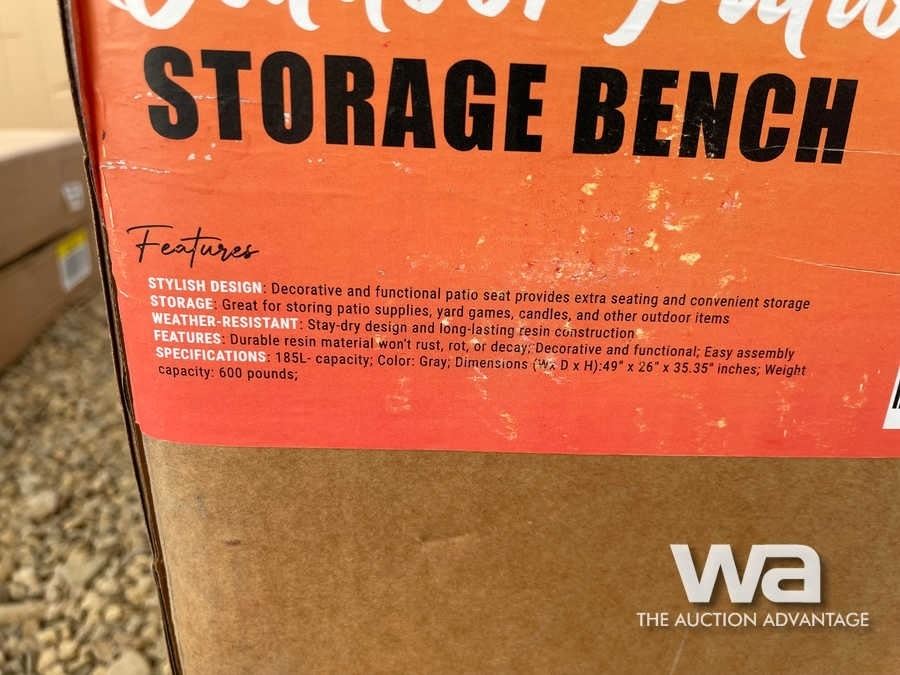 Outdoor Patio
STORAGE BENCH
Features
STYLISH DESIGN: Decorative and functional patio seat provides extra seating and convenient storage
STORAGE: Great for storing patio supplies, yard games, candles, and other outdoor items
WEATHER-RESISTANT: Stay-dry design and long-lasting resin construction
FEATURES: Durable resin material won't rust, rot, or decay; Decorative and functional; Easy assembly
SPECIFICATIONS: 185L- capacity; Color: Gray; Dimensions (Wx D x H):49" x 26" x 35.35" inches; Weight
capacity: 600 pounds;
wa
THE AUCTION ADVANTAGE